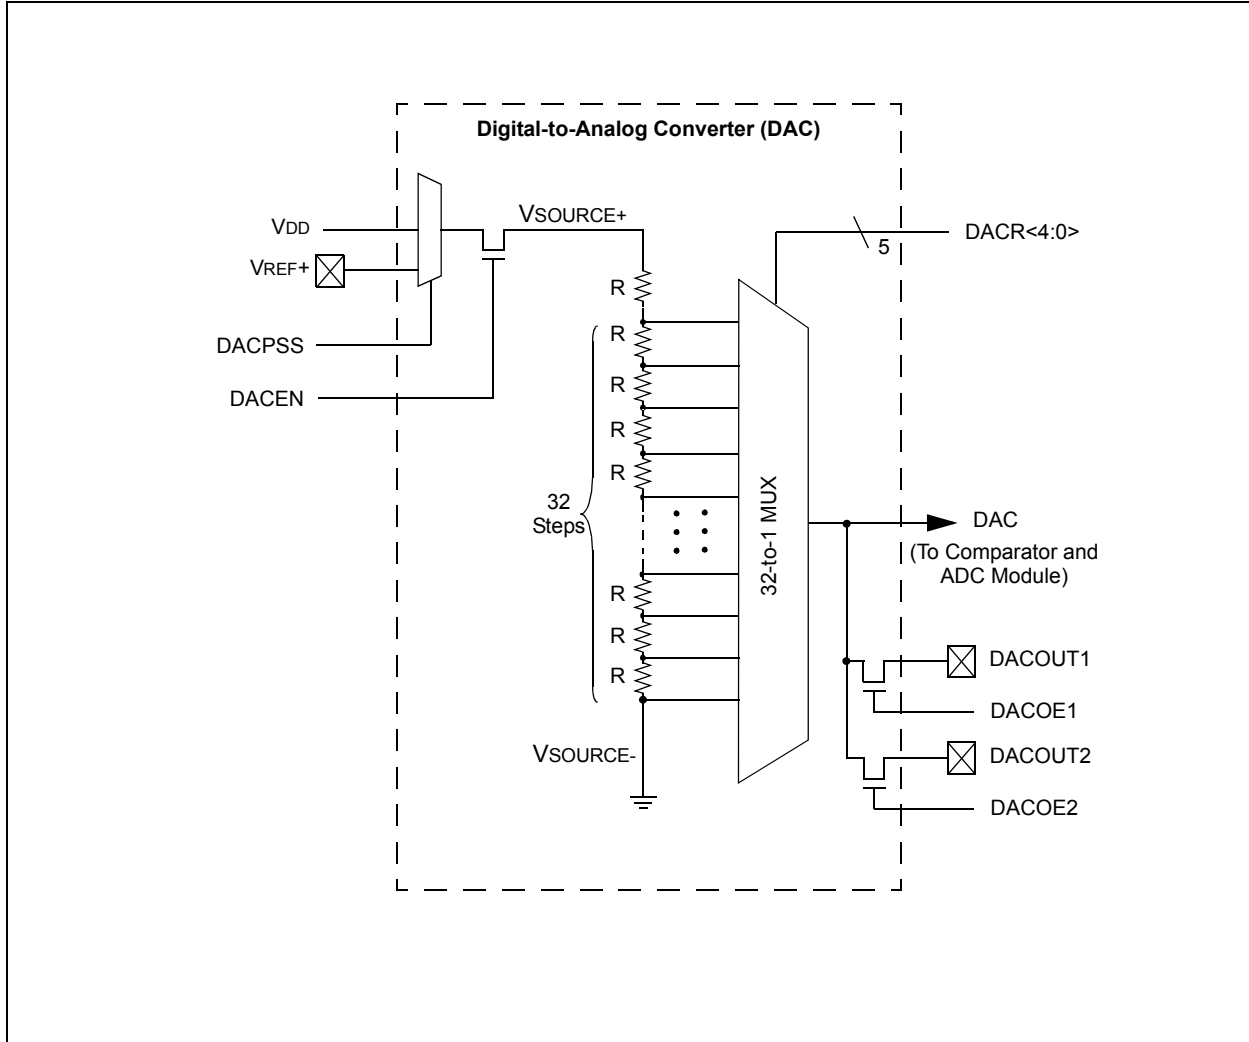 Digital-to-Analog Converter (DAC)
VDD
VREF+
DACPSS
DACEN
VSOURCE+
R
R
R
R
R
32
Steps
R
R
R
VSOURCE-
32-to-1 MUX
5
DACR<4:0>
DAC
(To Comparator and
ADC Module)
DACOUT1
DACOE1
DACOUT2
DACOE2